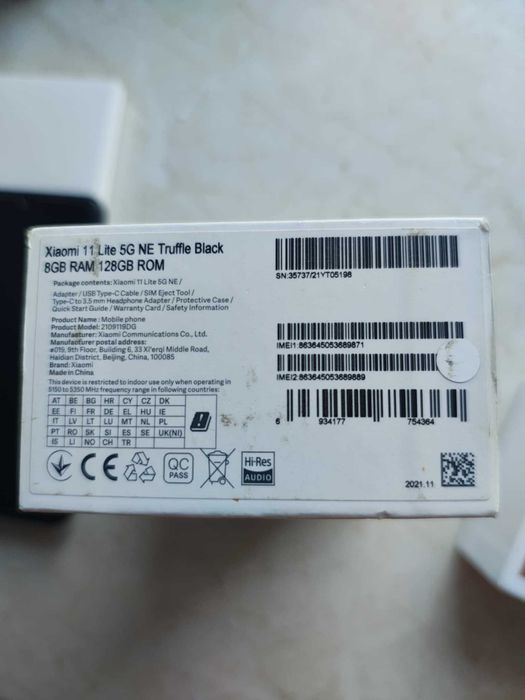 Xiaomi 11 Lite 5G NE Truffle Black
8GB RAM 128GB ROM
Package contents: Xiaomi 11 Lite 5G NE /
Adapter / USB Type-C Cable / SIM Eject Tool /
Type-C to 3.5 mm Headphone Adapter / Protective Case /
Quick Start Guide / Warranty Card / Safety Information
Product Name : Mobile phone
Product Model: 2109119DG
Manufacturer: Xiaomi Communications Co., Ltd.
Manufacturer postal address:
#019, 9th Floor, Building 6, 33 Xi'erqi Middle Road,
Haidian District, Beijing, China, 100085
Brand: Xiaomi
Made in China
This device is restricted to indoor use only when operating in
5150 to 5350 MHz frequency range in following countries:
AT BE BG HR CY CZ DK
EE FI FR DE EL HU IE
IT LV LT LU MT NL PL
PT RO SK SI ES SE UK(NI)
IS LI NO CH TR
CE
QC
PASS
Hi-Res
AUDIO
SN:35737/21YT05198
IMEI1:863645053689871
IMEI2:863645053689889
6 934177 754364
2021.11